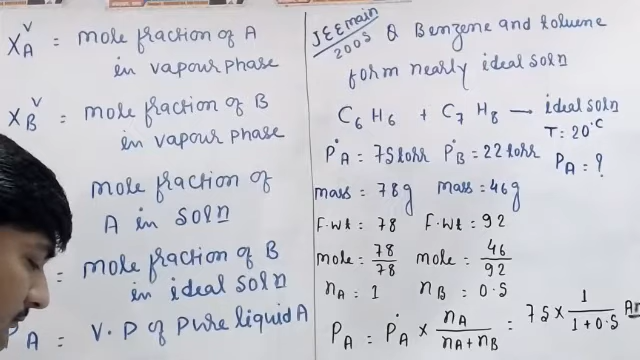 X_A^V = mole fraction of A
in vapour phase
X_B^V = mole fraction of B
in vapour phase
mole fraction of
A in soln
= mole fraction of B
in ideal soln
A = V.P of pure liquid A
JEE main
2005
Q Benzene and toluene
form nearly ideal soln
C6H6 + C7H8 — ideal soln
T = 20°C
P°A = 75 torr P°B = 22 torr PA = ?
mass = 78g mass = 46g
F.Wt = 78 F.Wt = 92
mole = 78/78 mole = 46/92
nA = 1 nB = 0.5
PA = P°A × nA/(nA + nB) = 75 × 1/(1+0.5)